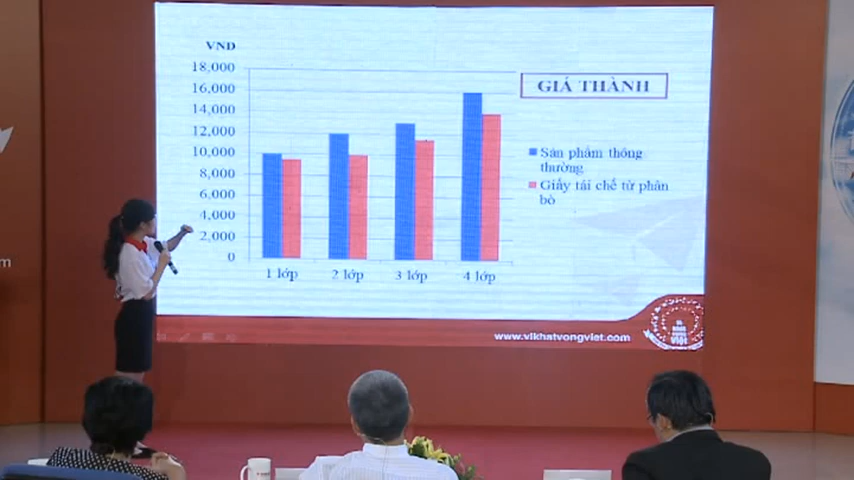 VND
18,000
16,000
14,000
12,000
10,000
8,000
6,000
4,000
2,000
0
1 lớp
2 lớp
3 lớp
4 lớp
GIÁ THÀNH
Sản phẩm thông
thường
Giấy tái chế từ phân
bò
www.vlkhatvongviet.com
VIỆT
m